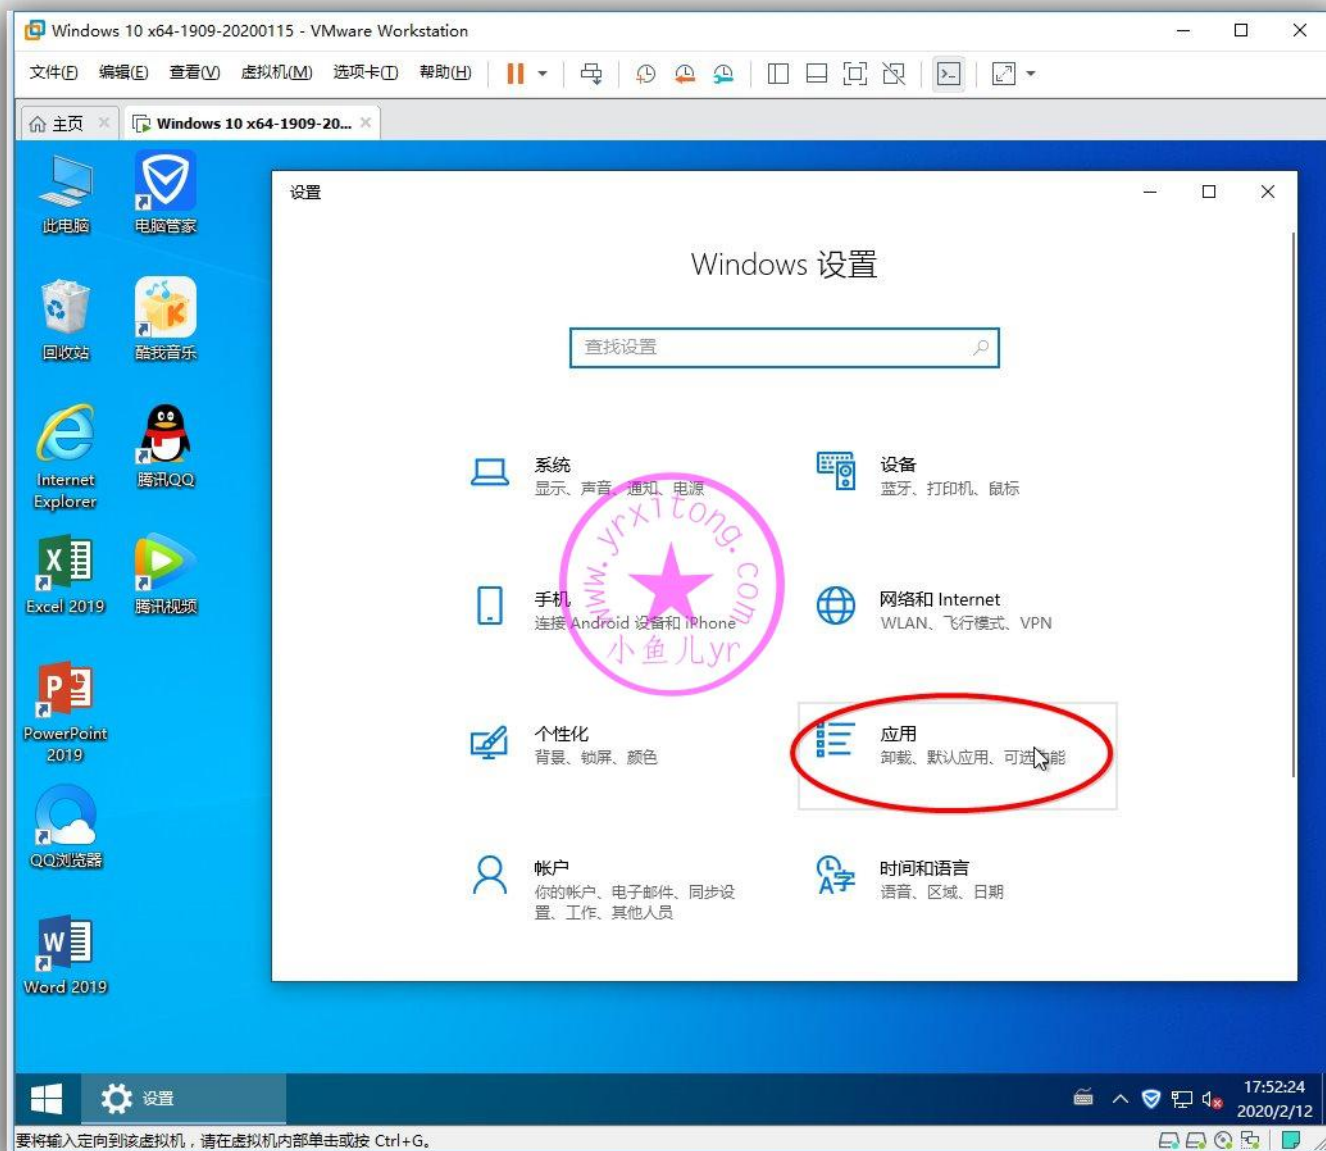 Windows 10 x64-1909-20200115 - VMware Workstation
文件(F) 编辑(E) 查看(V) 虚拟机(M) 选项卡(T) 帮助(H)
主页 Windows 10 x64-1909-20...
此电脑
电脑管家
回收站
酷我音乐
Internet
Explorer
腾讯QQ
Excel 2019
腾讯视频
PowerPoint
2019
QQ浏览器
Word 2019
设置
Windows 设置
查找设置
系统
显示、声音、通知、电源
设备
蓝牙、打印机、鼠标
手机
连接 Android 设备和 iPhone
网络和 Internet
WLAN、飞行模式、VPN
www.yrxitong.com
小鱼儿yr
个性化
背景、锁屏、颜色
应用
卸载、默认应用、可选功能
帐户
你的帐户、电子邮件、同步设
置、工作、其他人员
时间和语言
语音、区域、日期
设置
17:52:24
2020/2/12
要将输入定向到该虚拟机，请在虚拟机内部单击或按 Ctrl+G。